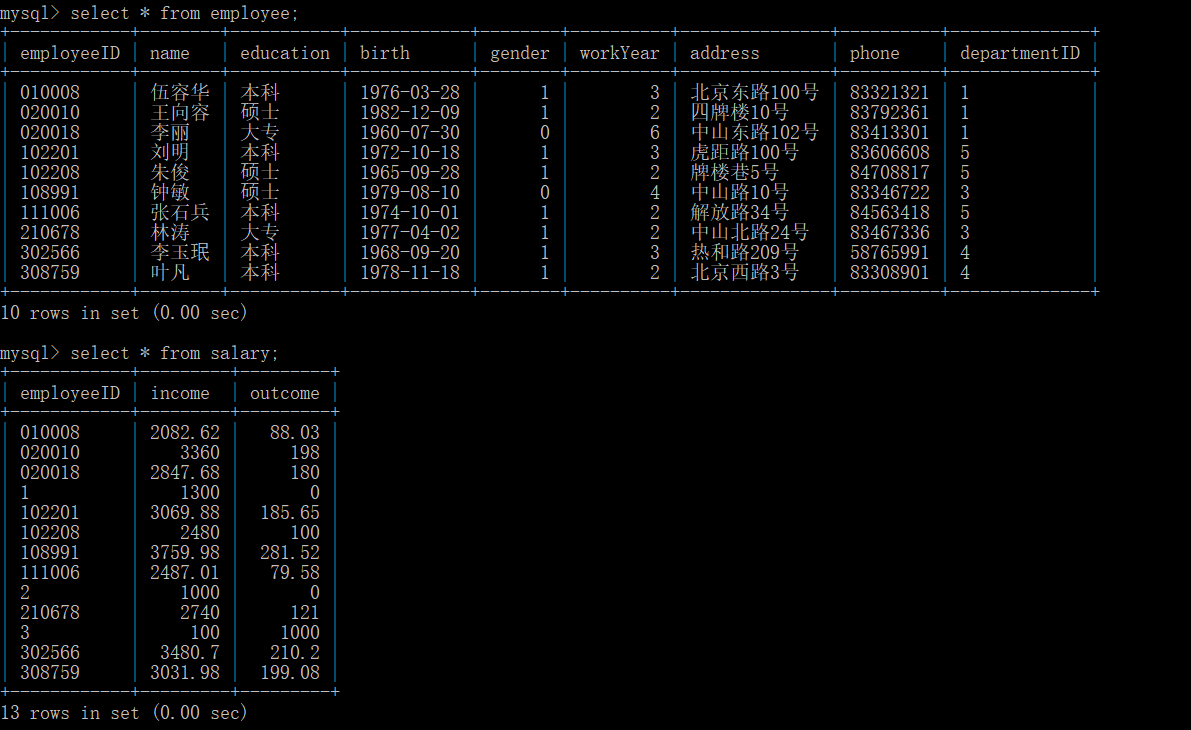 mysql> select * from employee;
+------------+--------+-----------+------------+--------+----------+---------------+----------+--------------+
| employeeID | name | education | birth | gender | workYear | address | phone | departmentID |
+------------+--------+-----------+------------+--------+----------+---------------+----------+--------------+
| 010008 | 伍容华 | 本科 | 1976-03-28 | 1 | 3 | 北京东路100号 | 83321321 | 1 |
| 020010 | 王向容 | 硕士 | 1982-12-09 | 1 | 2 | 四牌楼10号 | 83792361 | 1 |
| 020018 | 李丽 | 大专 | 1960-07-30 | 0 | 6 | 中山东路102号 | 83413301 | 1 |
| 102201 | 刘明 | 本科 | 1972-10-18 | 1 | 3 | 虎距路100号 | 83606608 | 5 |
| 102208 | 朱俊 | 硕士 | 1965-09-28 | 1 | 2 | 牌楼巷5号 | 84708817 | 5 |
| 108991 | 钟敏 | 硕士 | 1979-08-10 | 0 | 4 | 中山路10号 | 83346722 | 3 |
| 111006 | 张石兵 | 本科 | 1974-10-01 | 1 | 2 | 解放路34号 | 84563418 | 5 |
| 210678 | 林涛 | 大专 | 1977-04-02 | 1 | 2 | 中山北路24号 | 83467336 | 3 |
| 302566 | 李玉珉 | 本科 | 1968-09-20 | 1 | 3 | 热和路209号 | 58765991 | 4 |
| 308759 | 叶凡 | 本科 | 1978-11-18 | 1 | 2 | 北京西路3号 | 83308901 | 4 |
+------------+--------+-----------+------------+--------+----------+---------------+----------+--------------+
10 rows in set (0.00 sec)
mysql> select * from salary;
+------------+---------+---------+
| employeeID | income | outcome |
+------------+---------+---------+
| 010008 | 2082.62 | 88.03 |
| 020010 | 3360 | 198 |
| 020018 | 2847.68 | 180 |
| 1 | 1300 | 0 |
| 102201 | 3069.88 | 185.65 |
| 102208 | 2480 | 100 |
| 108991 | 3759.98 | 281.52 |
| 111006 | 2487.01 | 79.58 |
| 2 | 1000 | 0 |
| 210678 | 2740 | 121 |
| 3 | 100 | 1000 |
| 302566 | 3480.7 | 210.2 |
| 308759 | 3031.98 | 199.08 |
+------------+---------+---------+
13 rows in set (0.00 sec)